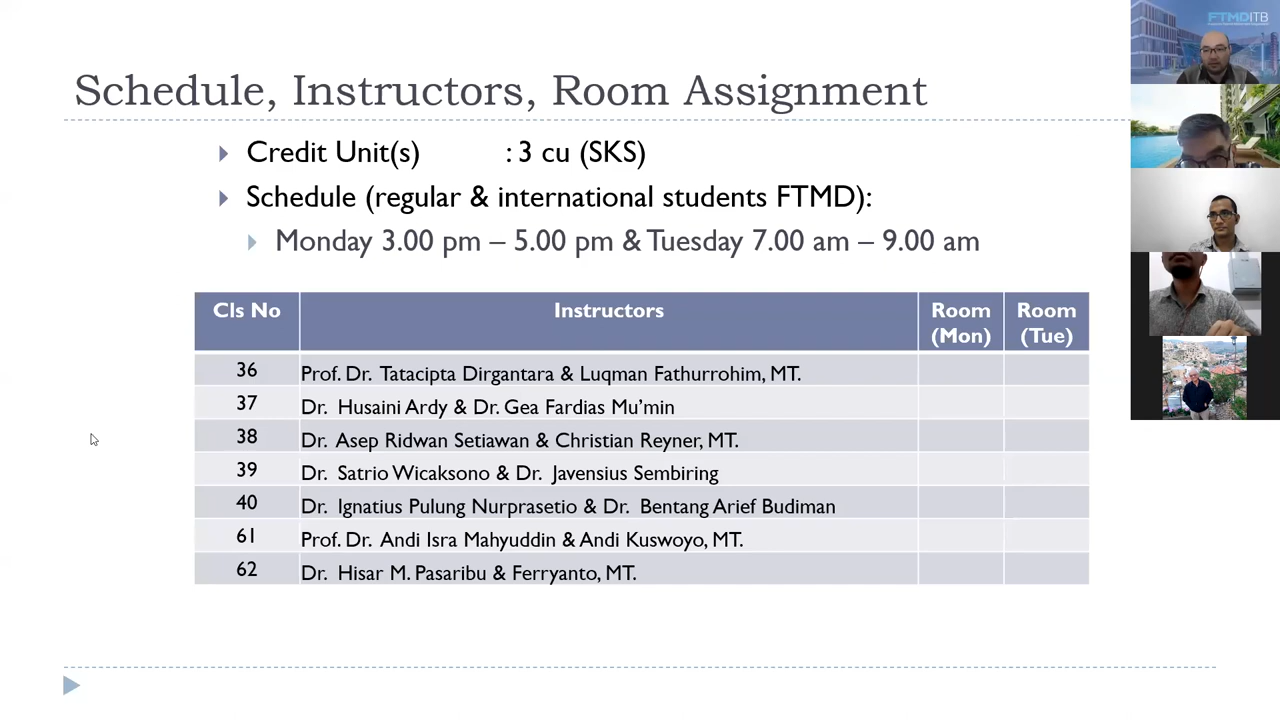 FTMD ITB
Schedule, Instructors, Room Assignment
Credit Unit(s) : 3 cu (SKS)
Schedule (regular & international students FTMD):
Monday 3.00 pm – 5.00 pm & Tuesday 7.00 am – 9.00 am
Cls No Instructors Room (Mon) Room (Tue)
36 Prof. Dr. Tatacipta Dirgantara & Luqman Fathurrohim, MT.
37 Dr. Husaini Ardy & Dr. Gea Fardias Mu’min
38 Dr. Asep Ridwan Setiawan & Christian Reyner, MT.
39 Dr. Satrio Wicaksono & Dr. Javensius Sembiring
40 Dr. Ignatius Pulung Nurprasetio & Dr. Bentang Arief Budiman
61 Prof. Dr. Andi Isra Mahyuddin & Andi Kuswoyo, MT.
62 Dr. Hisar M. Pasaribu & Ferryanto, MT.